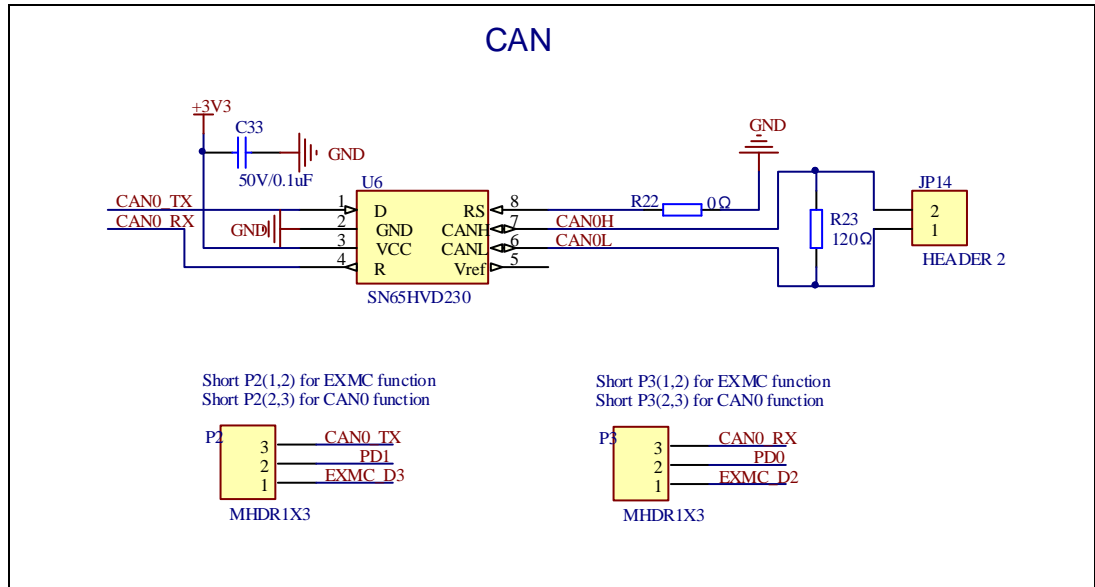 CAN
+3V3
C33
GND
50V/0.1uF
GND
U6
CAN0_TX
CAN0_RX
1
2
3
4
GND
D
GND
VCC
R
RS
CANH
CANL
Vref
8
7
6
5
SN65HVD230
R22
0Ω
CAN0H
CAN0L
R23
120Ω
JP14
2
1
HEADER 2
Short P2(1,2) for EXMC function
Short P2(2,3) for CAN0 function
P2
3
2
1
CAN0_TX
PD1
EXMC_D3
MHDR1X3
Short P3(1,2) for EXMC function
Short P3(2,3) for CAN0 function
P3
3
2
1
CAN0_RX
PD0
EXMC_D2
MHDR1X3